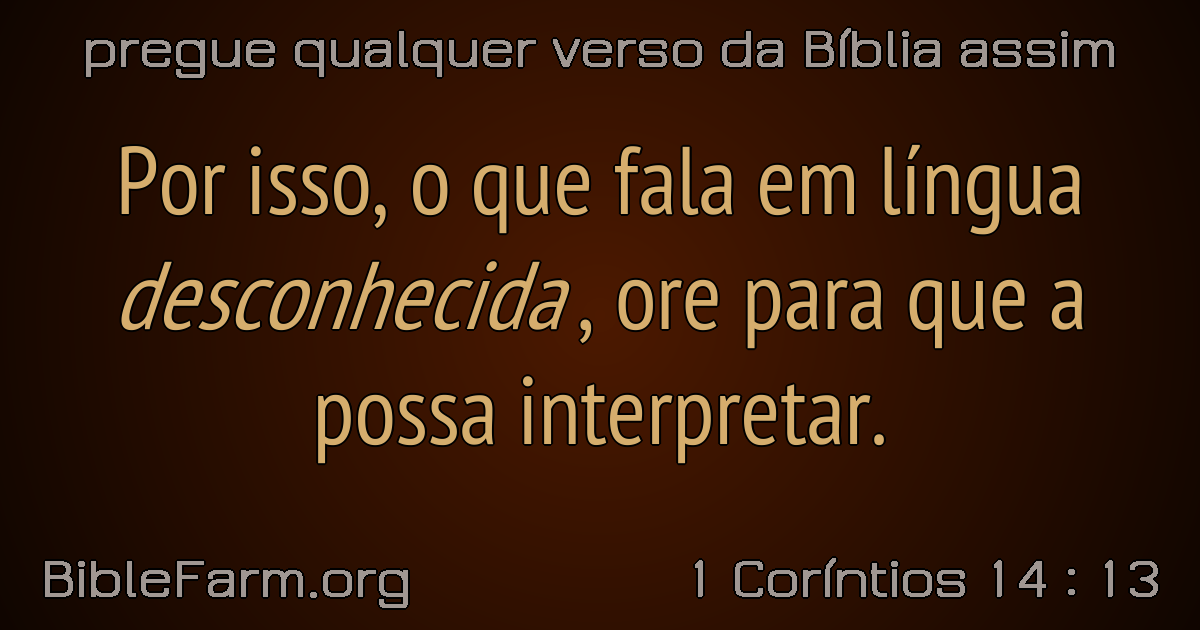 pregue qualquer verso da Bíblia assim
Por isso, o que fala em língua
desconhecida, ore para que a
possa interpretar.
BibleFarm.org
1 Coríntios 14 : 13